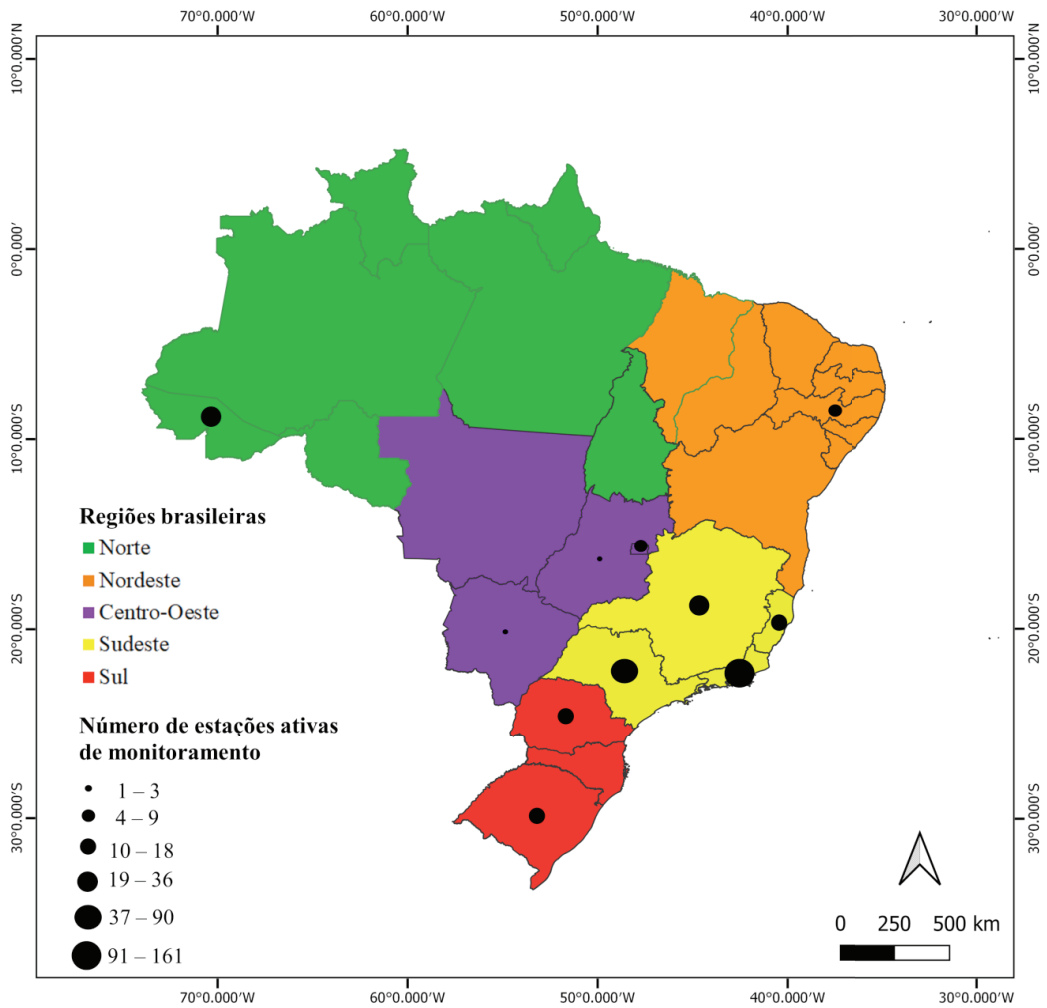 70°0.000'W 60°0.000'W 50°0.000'W 40°0.000'W 30°0.000'W
10°0.000'N 10°0.000'N
0°0.000' 0°0.000'
10°0.000'S 10°0.000'S
20°0.000'S 20°0.000'S
30°0.000'S 30°0.000'S
Regiões brasileiras
Norte
Nordeste
Centro-Oeste
Sudeste
Sul
Número de estações ativas
de monitoramento
1 – 3
4 – 9
10 – 18
19 – 36
37 – 90
91 – 161
0 250 500 km
70°0.000'W 60°0.000'W 50°0.000'W 40°0.000'W 30°0.000'W